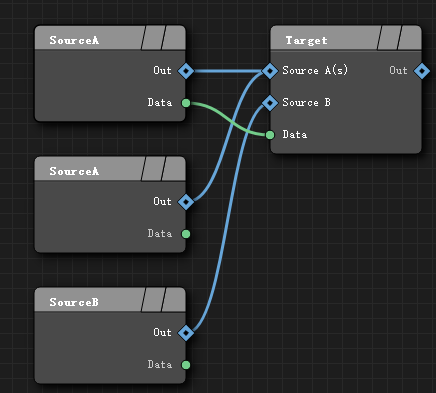 SourceA
Out
Data
Target
Source A(s) Out
Source B
Data
SourceA
Out
Data
SourceB
Out
Data